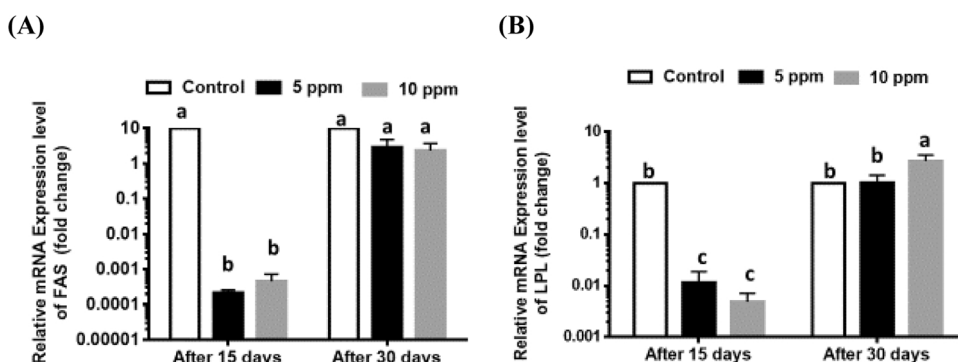 (A)
Control 5 ppm 10 ppm
Relative mRNA Expression level
of FAS (fold change)
10
1
0.1
0.01
0.001
0.0001
0.00001
a
b
b
a
a
a
After 15 days
After 30 days
(B)
Control 5 ppm 10 ppm
Relative mRNA Expression level
of LPL (fold change)
10
1
0.1
0.01
0.001
b
c
c
b
b
a
After 15 days
After 30 days